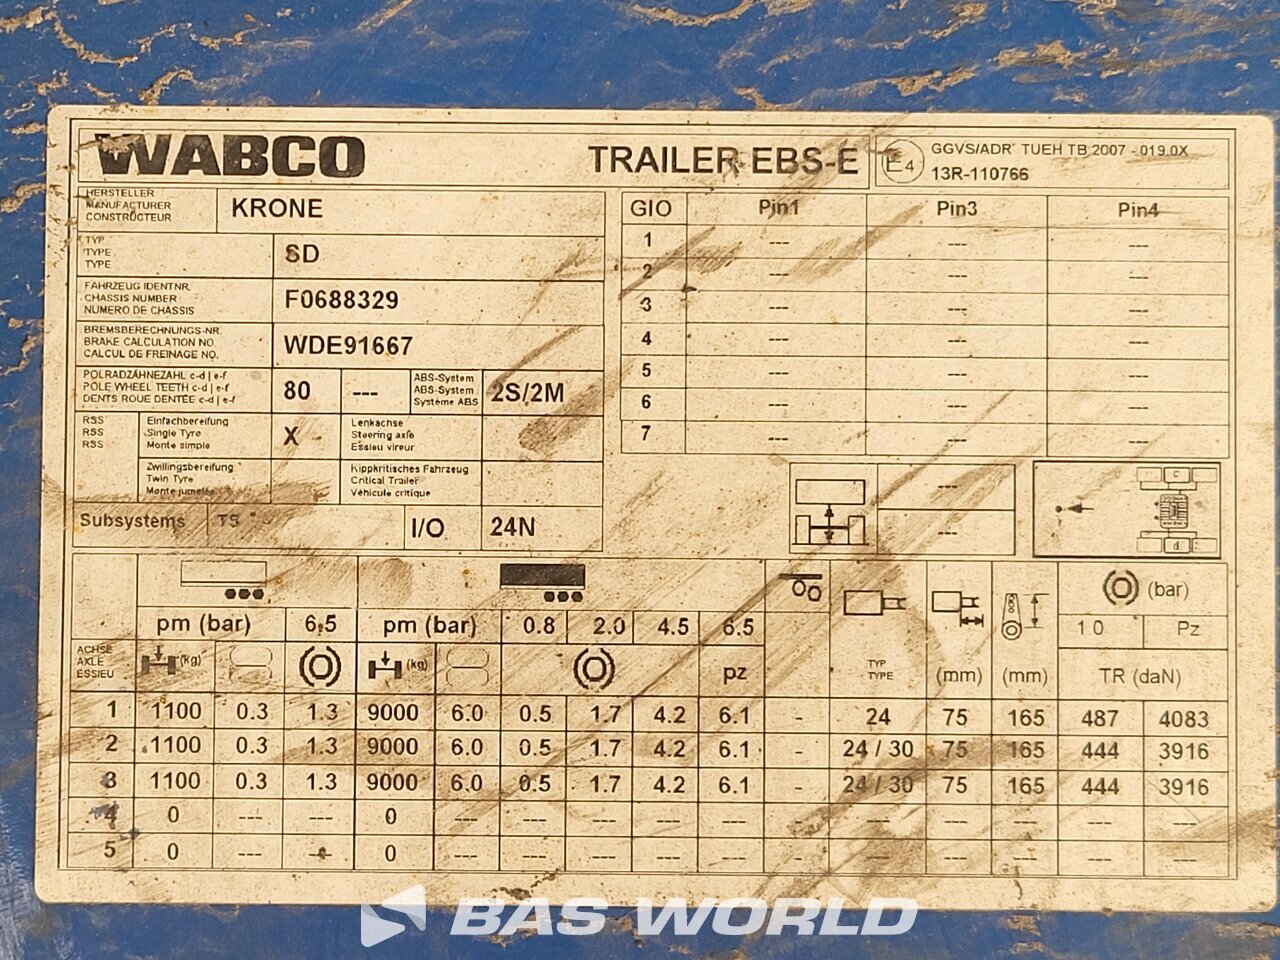 WABCO TRAILER EBS-E E4 GGVS/ADR TUEH TB 2007 - 019.0X
13R-110766
HERSTELLER
MANUFACTURER
CONSTRUCTEUR
KRONE
TYP
TYPE
TYPE
SD
FAHRZEUG IDENTNR.
CHASSIS NUMBER
NUMERO DE CHASSIS
F0688329
BREMSBERECHNUNGS-NR.
BRAKE CALCULATION NO.
CALCUL DE FREINAGE NO.
WDE91667
POLRADZÄHNEZAHL c-d | e-f
POLE WHEEL TEETH c-d | e-f
DENTS ROUE DENTÉE c-d | e-f
80 ---
ABS-System
ABS-System
Système ABS
2S/2M
RSS
RSS
RSS
Einfachbereifung
Single Tyre
Monte simple
X
Lenkachse
Steering axle
Essieu vireur
Zwillingsbereifung
Twin Tyre
Monte jumelée
Kippkritisches Fahrzeug
Critical Trailer
Véhicule critique
Subsystems TS I/O 24N
GIO Pin1 Pin3 Pin4
1 --- --- ---
2 --- --- ---
3 --- --- ---
4 --- --- ---
5 --- --- ---
6 --- --- ---
7 --- --- ---
---
---
c
d
(bar)
pm (bar) 6.5 pm (bar) 0.8 2.0 4.5 6.5 10 Pz
ACHSE
AXLE
ESSIEU
(kg) (kg) pz
TYP
TYPE
(mm) (mm) TR (daN)
1 1100 0.3 1.3 9000 6.0 0.5 1.7 4.2 6.1 - 24 75 165 487 4083
2 1100 0.3 1.3 9000 6.0 0.5 1.7 4.2 6.1 - 24 / 30 75 165 444 3916
3 1100 0.3 1.3 9000 6.0 0.5 1.7 4.2 6.1 - 24 / 30 75 165 444 3916
4 0 --- --- 0 --- --- --- --- --- --- --- --- --- --- ---
5 0 --- --- 0 --- --- --- --- --- --- --- --- --- --- ---
BAS WORLD